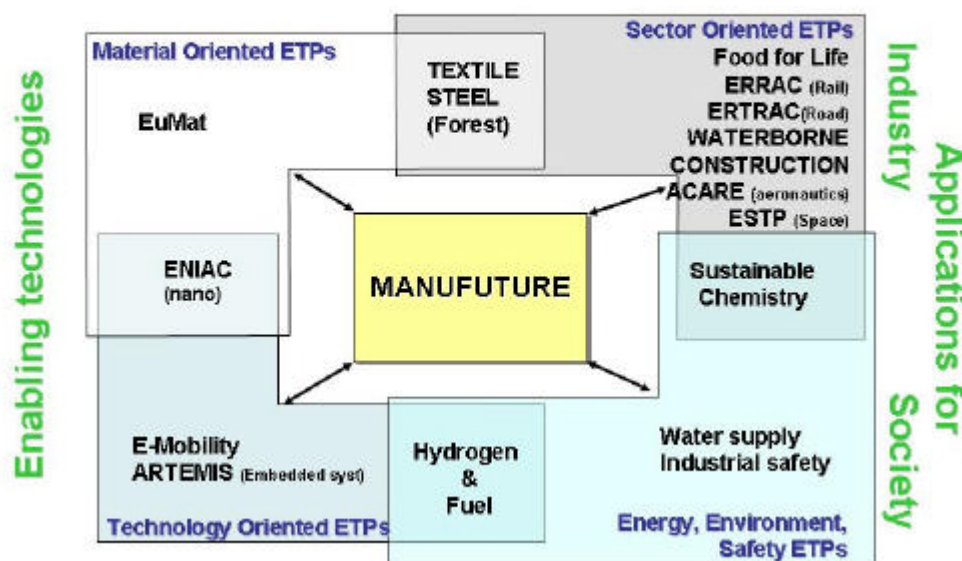 Enabling technologies
Material Oriented ETPs
EuMat
TEXTILE
STEEL
(Forest)
Sector Oriented ETPs
Food for Life
ERRAC (Rail)
ERTRAC(Road)
WATERBORNE
CONSTRUCTION
ACARE (aeronautics)
ESTP (Space)
Industry
Applications for
Society
ENIAC
(nano)
MANUFUTURE
Sustainable
Chemistry
E-Mobility
ARTEMIS (Embedded syst)
Technology Oriented ETPs
Hydrogen
&
Fuel
Water supply
Industrial safety
Energy, Environment,
Safety ETPs